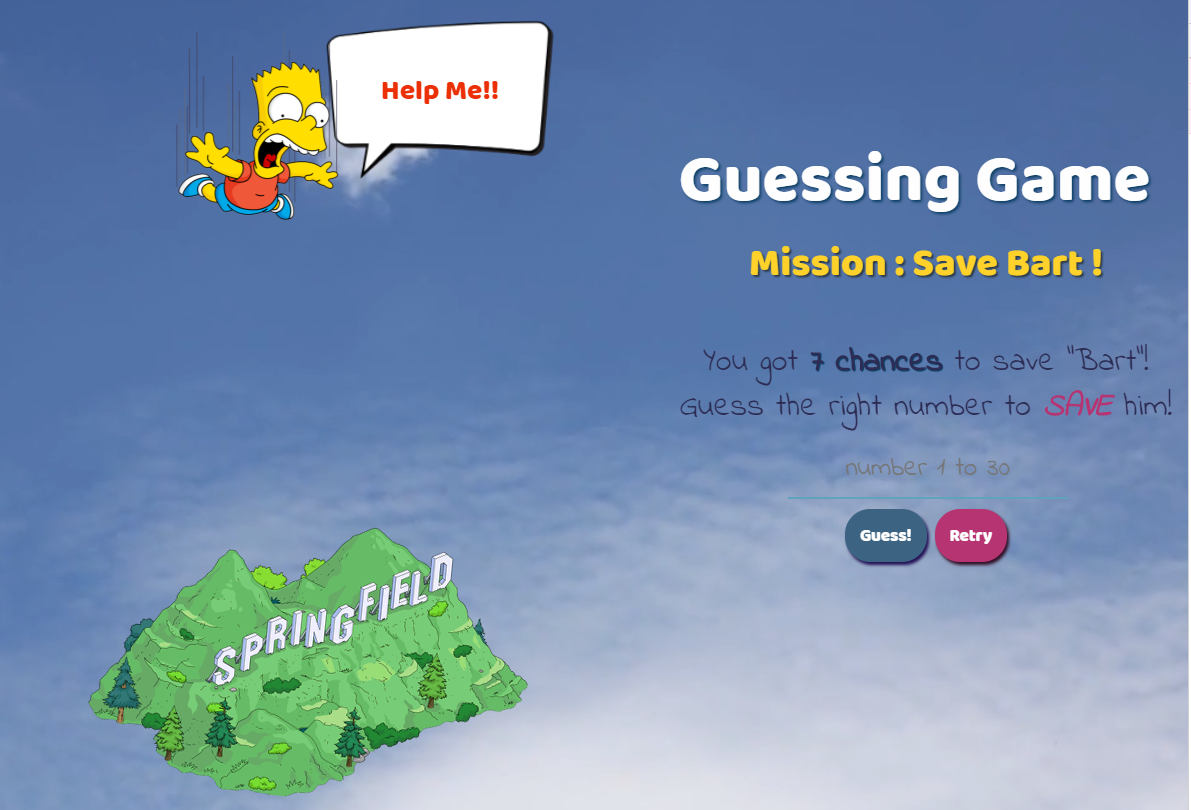 Help Me!!
Guessing Game
Mission : Save Bart !
You got 7 chances to save "Bart"!
Guess the right number to SAVE him!
number 1 to 30
Guess! Retry
SPRINGFIELD